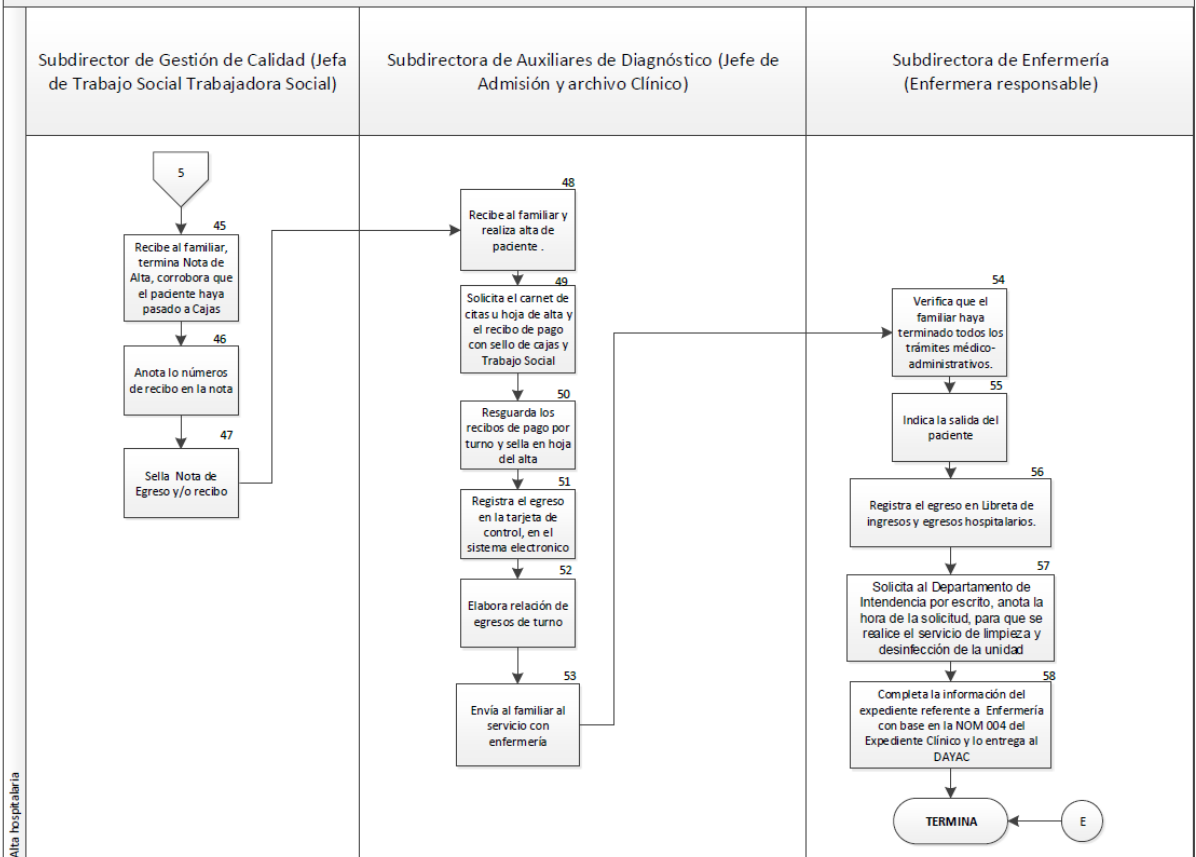 Subdirector de Gestión de Calidad (Jefa
de Trabajo Social Trabajadora Social)
Subdirectora de Auxiliares de Diagnóstico (Jefe de
Admisión y archivo Clínico)
Subdirectora de Enfermería
(Enfermera responsable)
5
45
Recibe al familiar,
termina Nota de
Alta, corrobora que
el paciente haya
pasado a Cajas
46
Anota lo números
de recibo en la nota
47
Sella Nota de
Egreso y/o recibo
48
Recibe al familiar y
realiza alta de
paciente .
49
Solicita el carnet de
citas u hoja de alta y
el recibo de pago
con sello de cajas y
Trabajo Social
50
Resguarda los
recibos de pago por
turno y sella en hoja
del alta
51
Registra el egreso
en la tarjeta de
control, en el
sistema electronico
52
Elabora relación de
egresos de turno
53
Envía al familiar al
servicio con
enfermería
54
Verifica que el
familiar haya
terminado todos los
trámites médico-
administrativos.
55
Indica la salida del
paciente
56
Registra el egreso en Libreta de
ingresos y egresos hospitalarios.
57
Solicita al Departamento de
Intendencia por escrito, anota la
hora de la solicitud, para que se
realice el servicio de limpieza y
desinfección de la unidad
58
Completa la información del
expediente referente a Enfermería
con base en la NOM 004 del
Expediente Clínico y lo entrega al
DAYAC
TERMINA
E
Alta hospitalaria